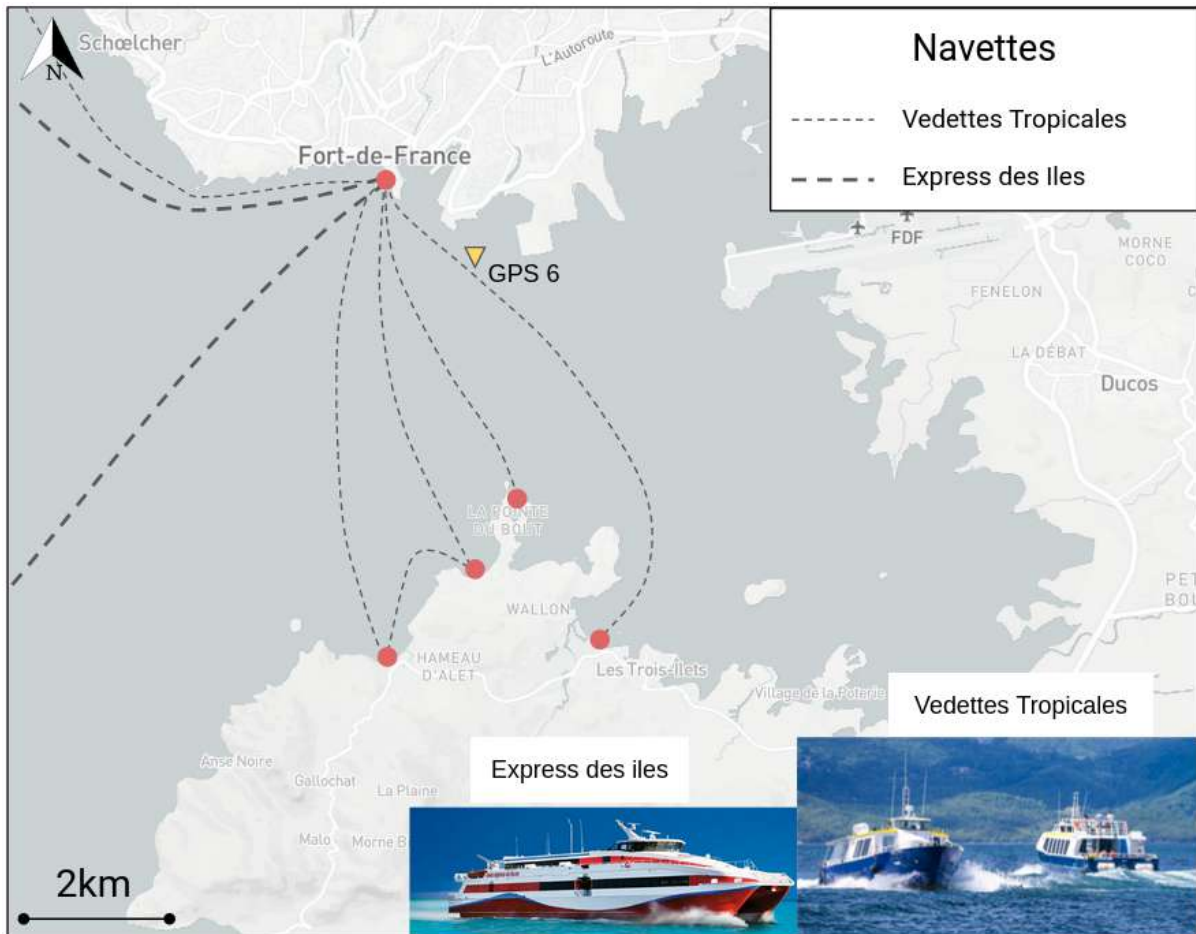 Schœlcher
N
L'Autoroute
Fort-de-France
Navettes
Vedettes Tropicales
Express des Iles
FDF
MORNE
COCO
GPS 6
FENELON
LA DÉBAT
Ducos
LA POINTE
DU BOUT
WALLON
HAMEAU
D'ALET
Les Trois-Ilets
Village de la Poterie
Vedettes Tropicales
Anse Noire
Gallochat
La Plaine
Malo
Morne B
Express des iles
2km